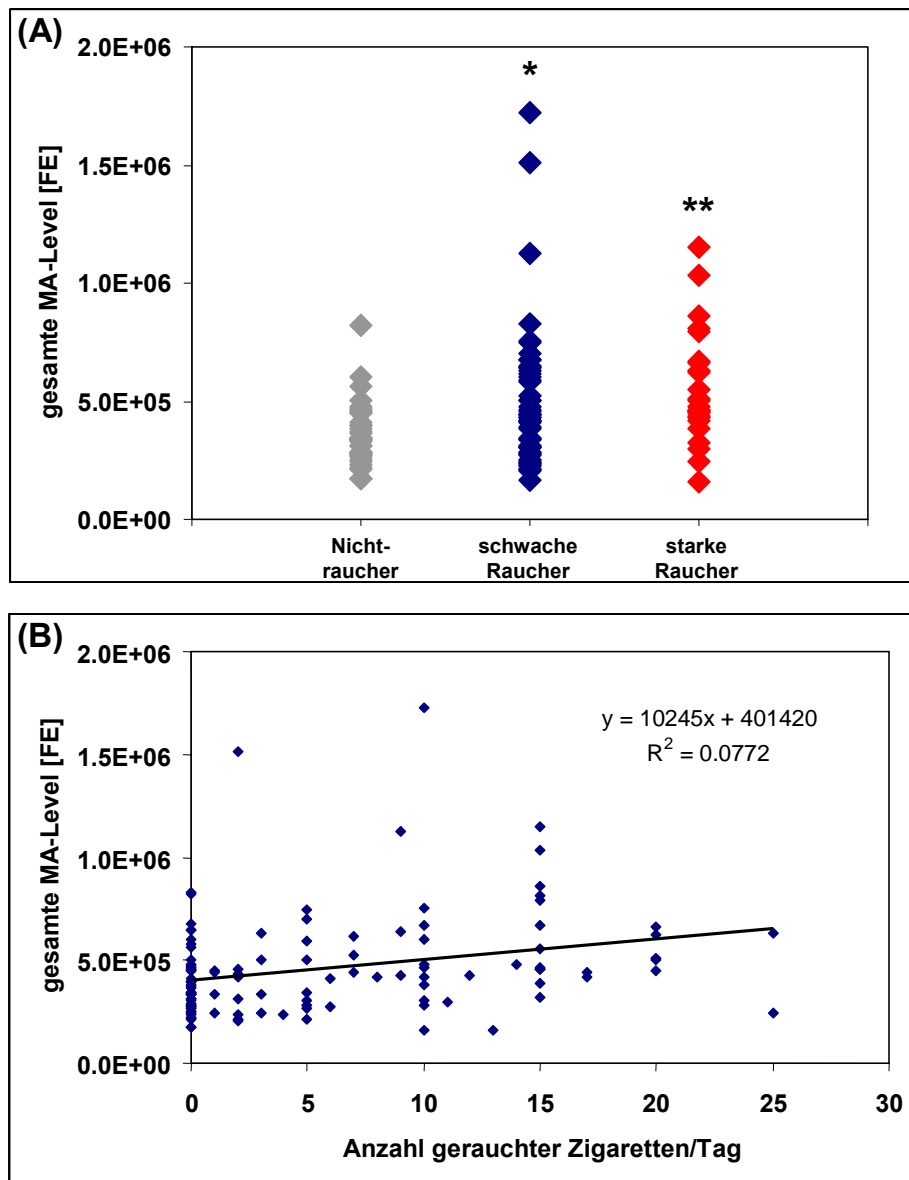 (A)
2.0E+06
*
1.5E+06
**
1.0E+06
5.0E+05
0.0E+00
gesamte MA-Level [FE]
Nicht-
raucher
schwache
Raucher
starke
Raucher
(B)
2.0E+06
y = 10245x + 401420
R² = 0.0772
1.5E+06
1.0E+06
5.0E+05
0.0E+00
gesamte MA-Level [FE]
0 5 10 15 20 25 30
Anzahl gerauchter Zigaretten/Tag